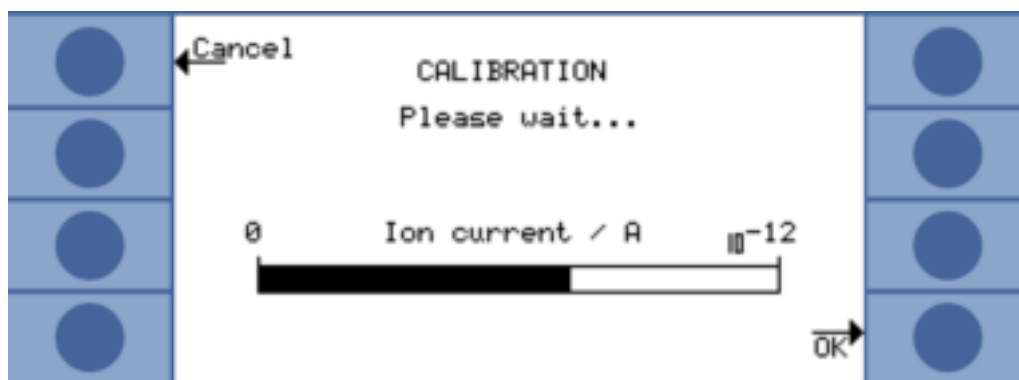 Cancel
CALIBRATION
Please wait...
0 Ion current / A 10-12
OK